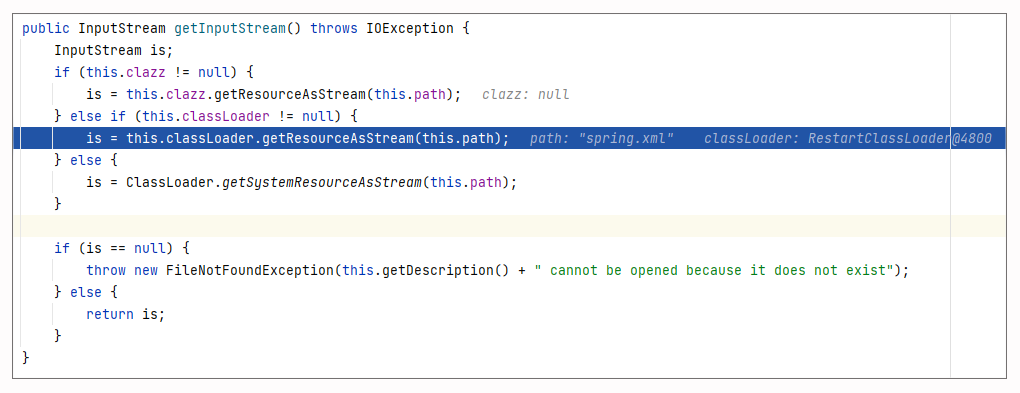 public InputStream getInputStream() throws IOException {
    InputStream is;
    if (this.clazz != null) {
        is = this.clazz.getResourceAsStream(this.path);   clazz: null
    } else if (this.classLoader != null) {
        is = this.classLoader.getResourceAsStream(this.path);   path: "spring.xml"    classLoader: RestartClassLoader@4800
    } else {
        is = ClassLoader.getSystemResourceAsStream(this.path);
    }

    if (is == null) {
        throw new FileNotFoundException(this.getDescription() + " cannot be opened because it does not exist");
    } else {
        return is;
    }
}